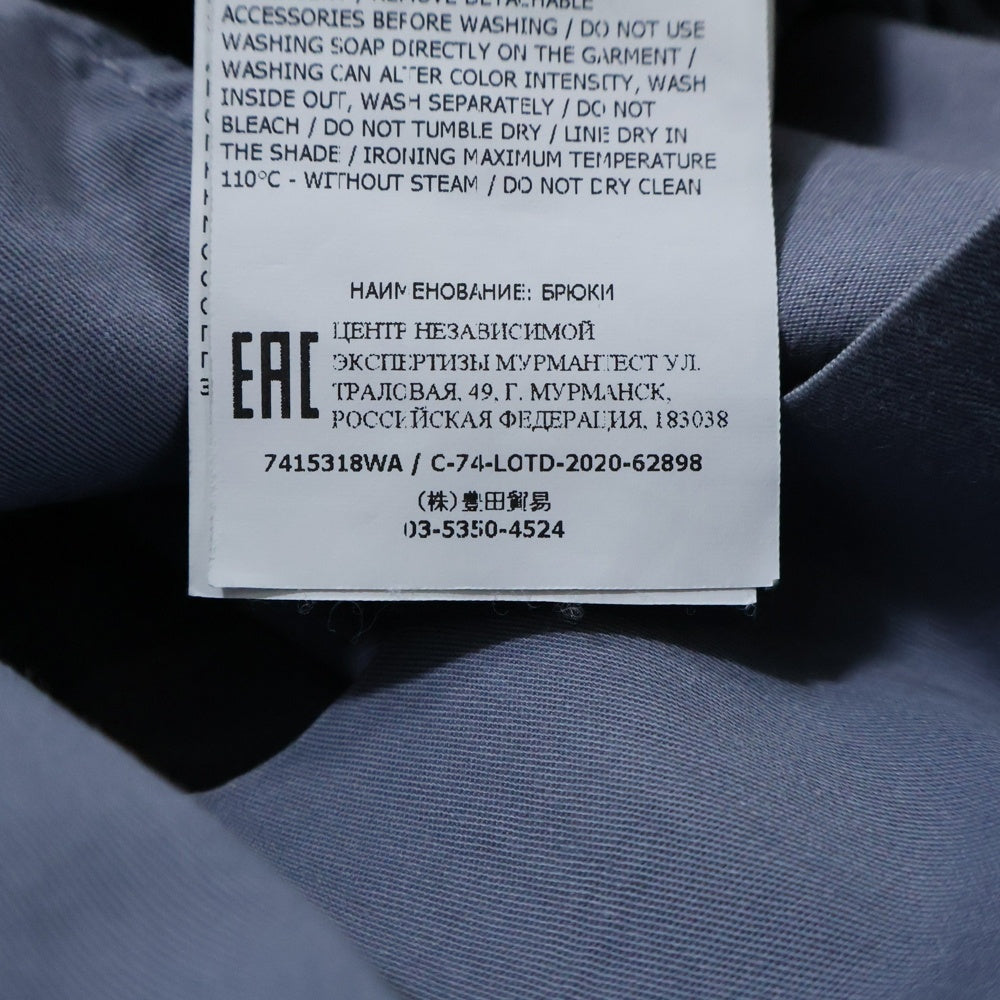 / REMOVE DETACHABLE
ACCESSORIES BEFORE WASHING / DO NOT USE
WASHING SOAP DIRECTLY ON THE GARMENT /
WASHING CAN ALTER COLOR INTENSITY, WASH
INSIDE OUT, WASH SEPARATELY / DO NOT
BLEACH / DO NOT TUMBLE DRY / LINE DRY IN
THE SHADE / IRONING MAXIMUM TEMPERATURE
110°C - WITHOUT STEAM / DO NOT DRY CLEAN
НАИМЕНОВАНИЕ: БРЮКИ
EAC
ЦЕНТР НЕЗАВИСИМОЙ
ЭКСПЕРТИЗЫ МУРМАНТЕСТ УЛ.
ТРАЛОВАЯ, 49, Г. МУРМАНСК,
РОССИЙСКАЯ ФЕДЕРАЦИЯ, 183038
7415318WA / C-74-LOTD-2020-62898
(株)豊田貿易
03-5350-4524